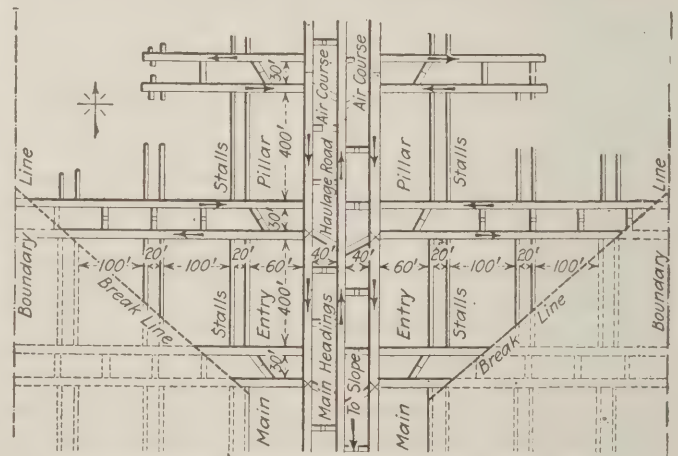 30'
Air Course
Air Course
400'
Stalls
Pillar
Haulage Road
Pillar
Stalls
Line
Line
30'
30'
Boundary
Boundary
100'
20'
100'
20'
60'
40'
40'
60'
20'
100'
20'
100'
Break Line
Break Line
Stalls
Entry
400'
Entry
Stalls
Main Headings
30'
To Slope
Main
Main